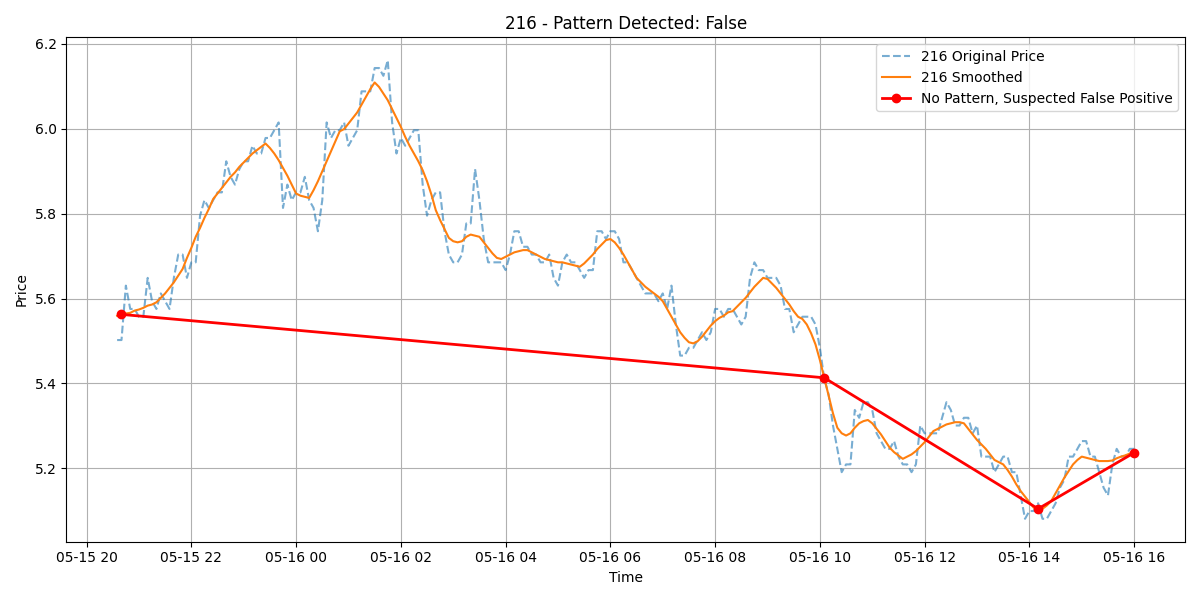 216 - Pattern Detected: False
216 Original Price
216 Smoothed
No Pattern, Suspected False Positive
Price
6.2
6.0
5.8
5.6
5.4
5.2
05-15 20
05-15 22
05-16 00
05-16 02
05-16 04
05-16 06
05-16 08
05-16 10
05-16 12
05-16 14
05-16 16
Time